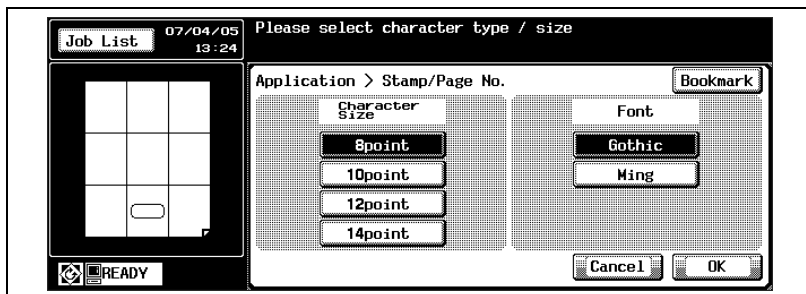 Job List
07/04/05
13:24
Please select character type / size
Application > Stamp/Page No.
Bookmark
Character
Size
8point
10point
12point
14point
Font
Gothic
Ming
Cancel
OK
READY